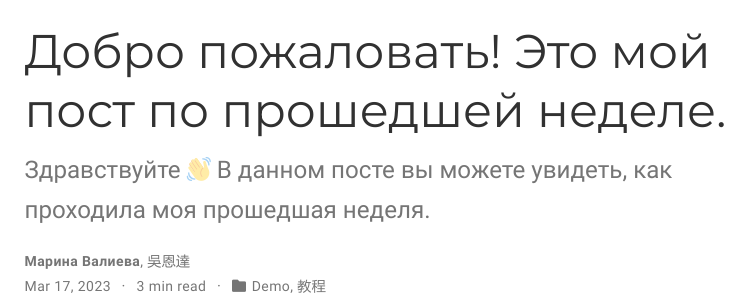 Добро пожаловать! Это мой
пост по прошедшей неделе.
Здравствуйте 👋 В данном посте вы можете увидеть, как
проходила моя прошедшая неделя.
Марина Валиева, 吳恩達
Mar 17, 2023 · 3 min read · Demo, 教程